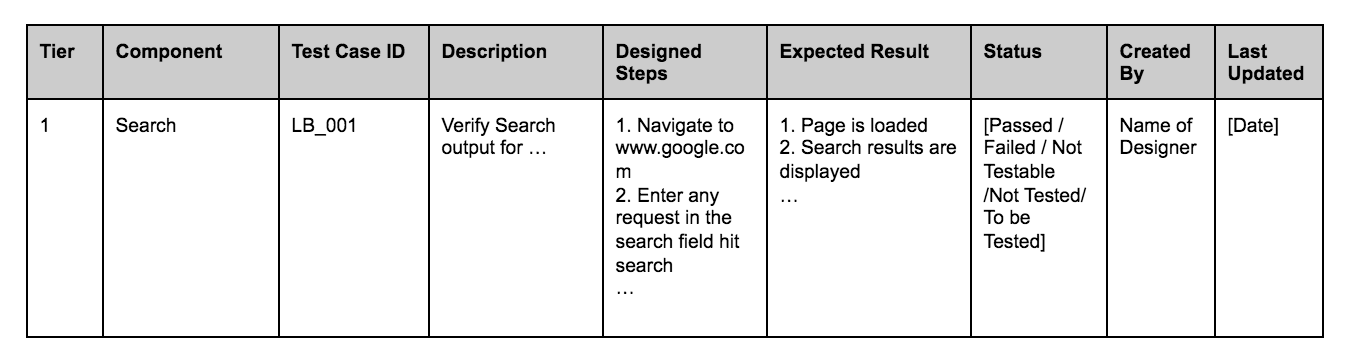 Tier
Component
Test Case ID
Description
Designed
Steps
Expected Result
Status
Created
By
Last
Updated
1
Search
LB_001
Verify Search
output for …
1. Navigate to
www.google.co
m
2. Enter any
request in the
search field hit
search
…
1. Page is loaded
2. Search results are
displayed
…
[Passed /
Failed / Not
Testable
/Not Tested/
To be
Tested]
Name of
Designer
[Date]